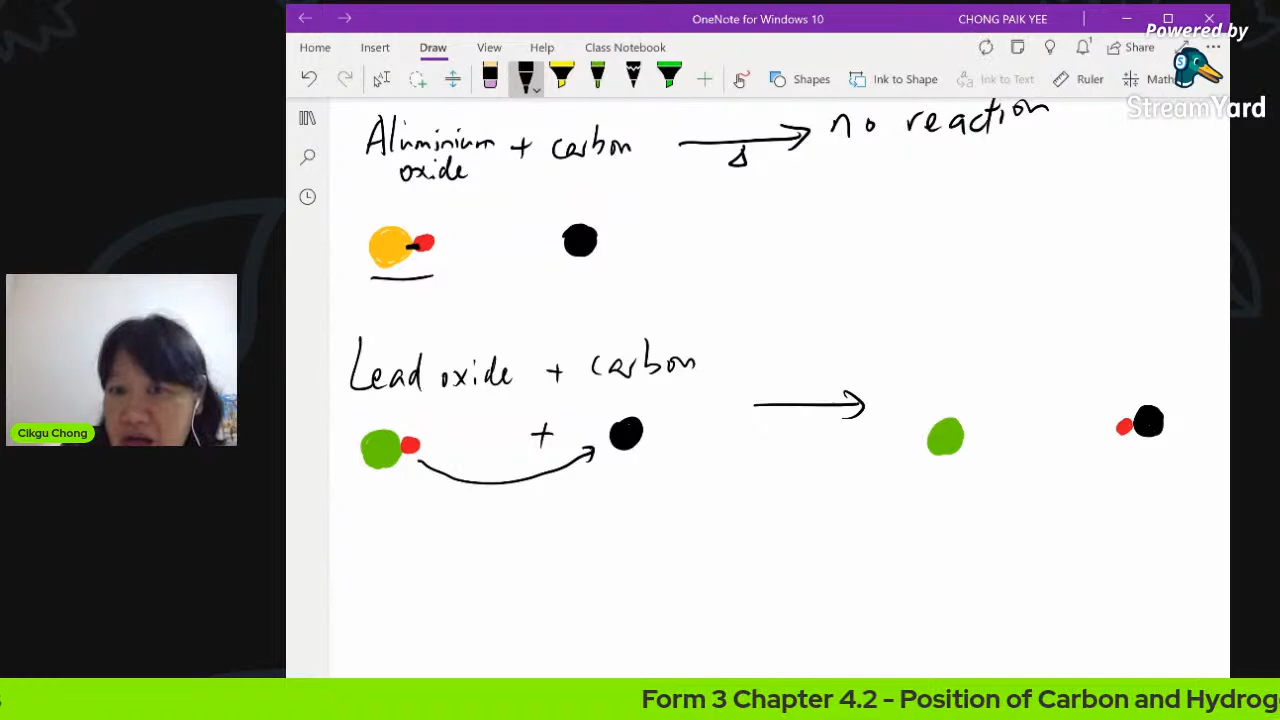 OneNote for Windows 10
CHONG PAIK YEE
Powered by
StreamYard
Home Insert Draw View Help Class Notebook
Share
Shapes Ink to Shape Ink to Text Ruler Math
Aluminium oxide + carbon Δ no reaction
Lead oxide + carbon
+
Cikgu Chong
Form 3 Chapter 4.2 - Position of Carbon and Hydrog